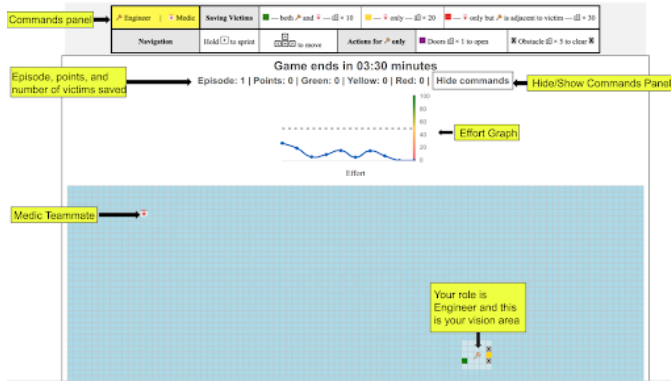 Commands panel
Engineer | Medic
Saving Victims
— both and — × 10
— only — × 20
— only but is adjacent to victim — × 30
Navigation
Hold to sprint
to move
Actions for only
Doors × 1 to open
Obstacle × 5 to clear
Game ends in 03:30 minutes
Episode, points, and
number of victims saved
Episode: 1 | Points: 0 | Green: 0 | Yellow: 0 | Red: 0 |
Hide commands
Hide/Show Commands Panel
100
80
60
40
20
0
Effort Graph
Effort
Medic Teammate
Your role is
Engineer and this
is your vision area